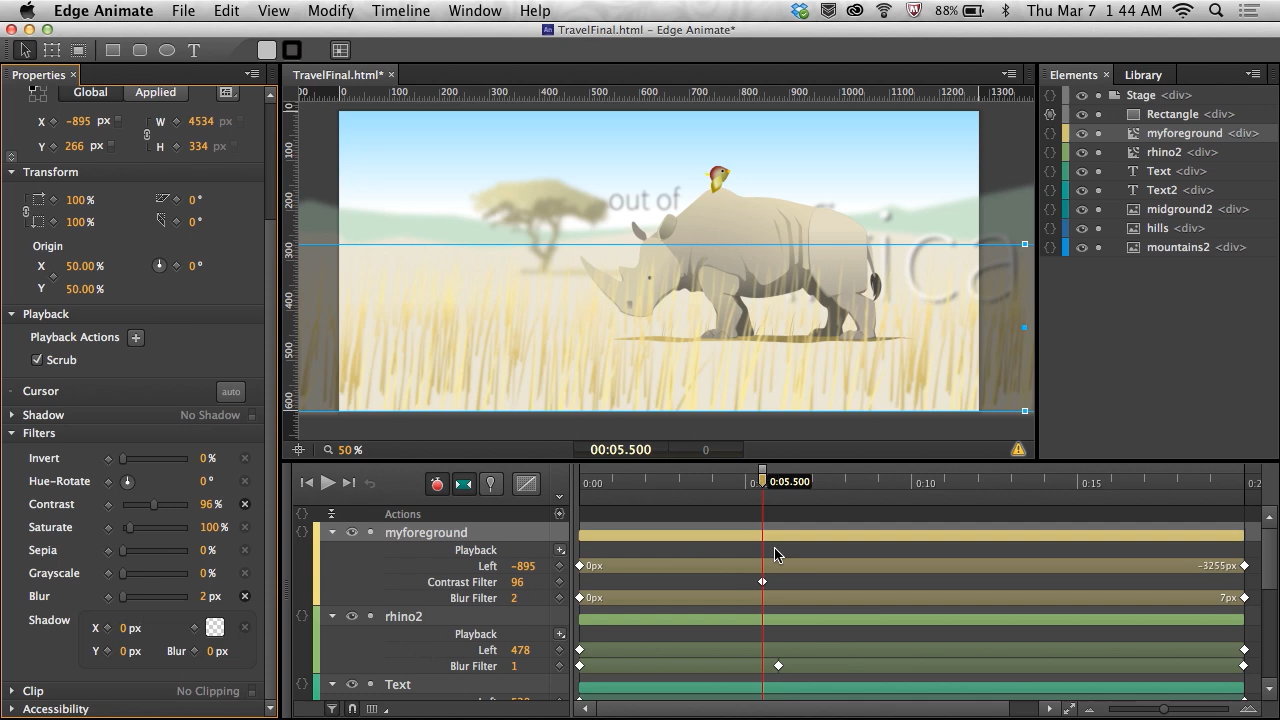 Edge Animate File Edit View Modify Timeline Window Help 88% Thu Mar 7 1:44 AM
TravelFinal.html – Edge Animate*
Properties × TravelFinal.html* × Elements × Library
Global Applied
X -895 px W 4534 px
Y 266 px H 334 px
Transform
100% 0°
100% 0°
Origin
X 50.00% 0°
Y 50.00%
Playback
Playback Actions +
Scrub
Cursor auto
Shadow No Shadow
Filters
Invert 0%
Hue-Rotate 0°
Contrast 96%
Saturate 100%
Sepia 0%
Grayscale 0%
Blur 2 px
Shadow X 0 px
Y 0 px Blur 0 px
Clip No Clipping
Accessibility
0 100 200 300 400 500 600 700 800 900 1000 1100 1200 1300
0
100
200
300
400
500
600
out of
50% 00:05.500 0
Stage <div>
Rectangle <div>
myforeground <div>
rhino2 <div>
Text <div>
Text2 <div>
midground2 <div>
hills <div>
mountains2 <div>
0:00 0:05.500 0:10 0:15
Actions
myforeground
Playback
Left -895 0px -3255px
Contrast Filter 96
Blur Filter 2 0px 7px
rhino2
Playback
Left 478
Blur Filter 1
Text